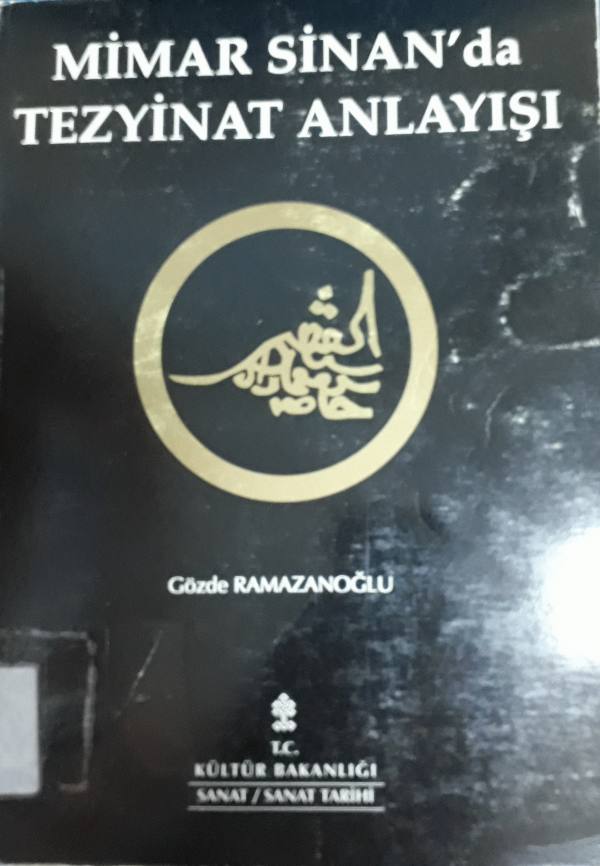 MİMAR SİNAN'da
TEZYİNAT ANLAYIŞI
Gözde RAMAZANOĞLU
T.C.
KÜLTÜR BAKANLIĞI
SANAT / SANAT TARİHİ